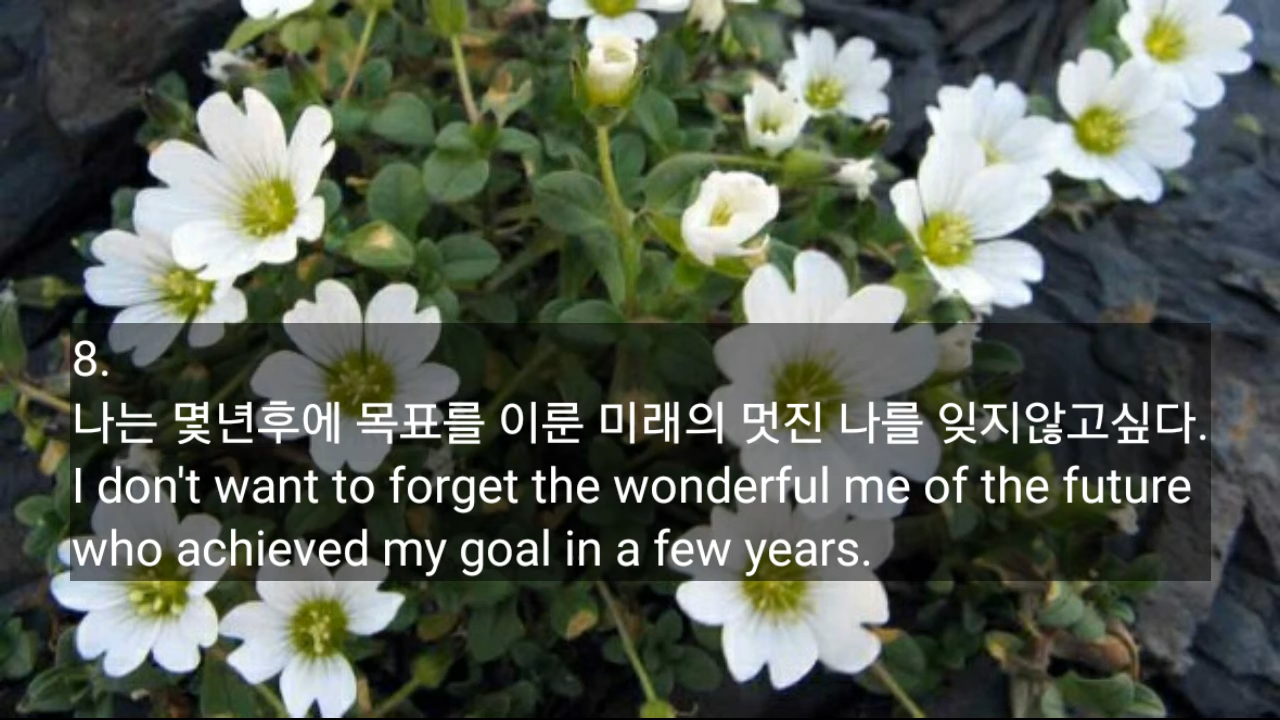 8.
나는 몇년후에 목표를 이룬 미래의 멋진 나를 잊지않고싶다.
I don't want to forget the wonderful me of the future
who achieved my goal in a few years.